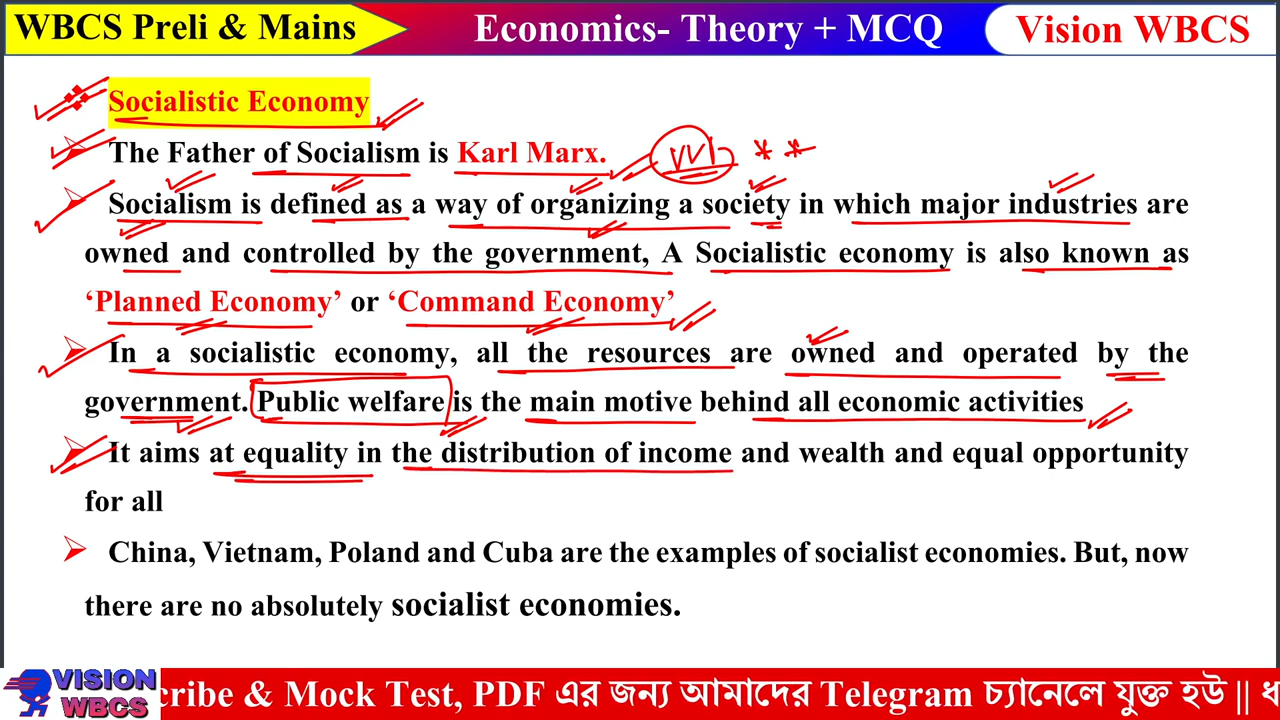 WBCS Preli & Mains
Economics- Theory + MCQ
Vision WBCS
Socialistic Economy
The Father of Socialism is Karl Marx. VVI **
Socialism is defined as a way of organizing a society in which major industries are
owned and controlled by the government, A Socialistic economy is also known as
‘Planned Economy’ or ‘Command Economy’
In a socialistic economy, all the resources are owned and operated by the
government. Public welfare is the main motive behind all economic activities
It aims at equality in the distribution of income and wealth and equal opportunity
for all
China, Vietnam, Poland and Cuba are the examples of socialist economies. But, now
there are no absolutely socialist economies.
VISION
WBCS
cribe & Mock Test, PDF এর জন্য আমাদের Telegram চ্যানেলে যুক্ত হউ || ধ